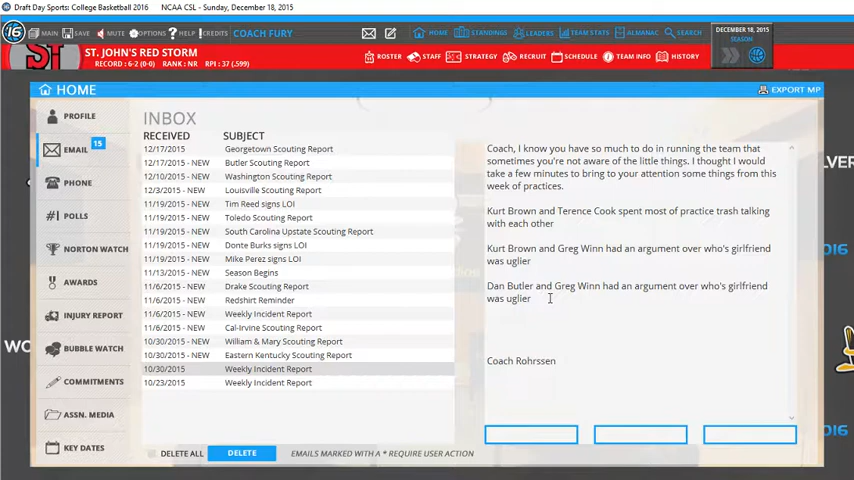 Draft Day Sports: College Basketball 2016 NCAA CSL - Sunday, December 18, 2015
16 MAIN SAVE MUTE OPTIONS HELP CREDITS COACH FURY HOME STANDINGS LEADERS TEAM STATS ALMANAC SEARCH
DECEMBER 18, 2015
SEASON
ST. JOHN'S RED STORM
RECORD: 6-2 (0-0) RANK: NR RPI: 37 (.599)
ROSTER STAFF STRATEGY RECRUIT SCHEDULE TEAM INFO HISTORY
HOME EXPORT MP
PROFILE
EMAIL 15
PHONE
POLLS
NORTON WATCH
AWARDS
INJURY REPORT
BUBBLE WATCH
COMMITMENTS
ASSN. MEDIA
KEY DATES
INBOX
RECEIVED SUBJECT
12/17/2015 Georgetown Scouting Report
12/17/2015 - NEW Butler Scouting Report
12/10/2015 - NEW Washington Scouting Report
12/3/2015 - NEW Louisville Scouting Report
11/19/2015 - NEW Tim Reed signs LOI
11/19/2015 - NEW Toledo Scouting Report
11/19/2015 - NEW South Carolina Upstate Scouting Report
11/19/2015 - NEW Donte Burks signs LOI
11/19/2015 - NEW Mike Perez signs LOI
11/13/2015 - NEW Season Begins
11/6/2015 - NEW Drake Scouting Report
11/6/2015 - NEW Redshirt Reminder
11/6/2015 - NEW Weekly Incident Report
11/6/2015 - NEW Cal-Irvine Scouting Report
10/30/2015 - NEW William & Mary Scouting Report
10/30/2015 - NEW Eastern Kentucky Scouting Report
10/30/2015 Weekly Incident Report
10/23/2015 Weekly Incident Report
DELETE ALL DELETE EMAILS MARKED WITH A * REQUIRE USER ACTION
Coach, I know you have so much to do in running the team that
sometimes you're not aware of the little things. I thought I would
take a few minutes to bring to your attention some things from this
week of practices.
Kurt Brown and Terence Cook spent most of practice trash talking
with each other
Kurt Brown and Greg Winn had an argument over who's girlfriend
was uglier
Dan Butler and Greg Winn had an argument over who's girlfriend
was uglier
Coach Rohrssen